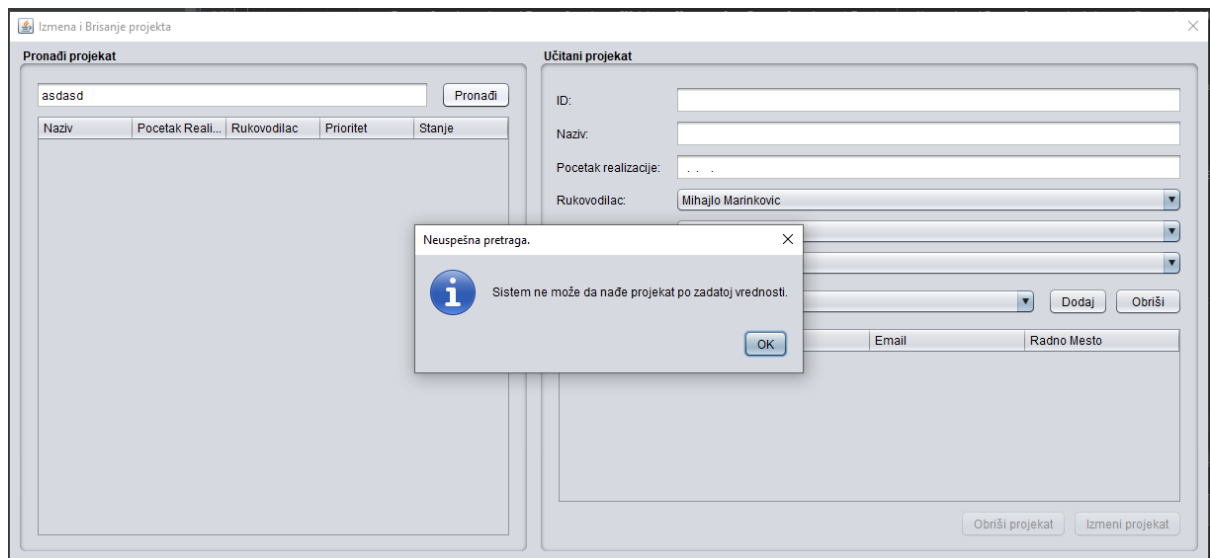 Izmena i Brisanje projekta
Pronađi projekat
asdasd
Pronađi
Naziv Pocetak Reali... Rukovodilac Prioritet Stanje
Učitani projekat
ID:
Naziv:
Pocetak realizacije: . . .
Rukovodilac: Mihajlo Marinkovic
Dodaj Obriši
Email Radno Mesto
Obriši projekat Izmeni projekat
Neuspešna pretraga.
Sistem ne može da nađe projekat po zadatoj vrednosti.
OK